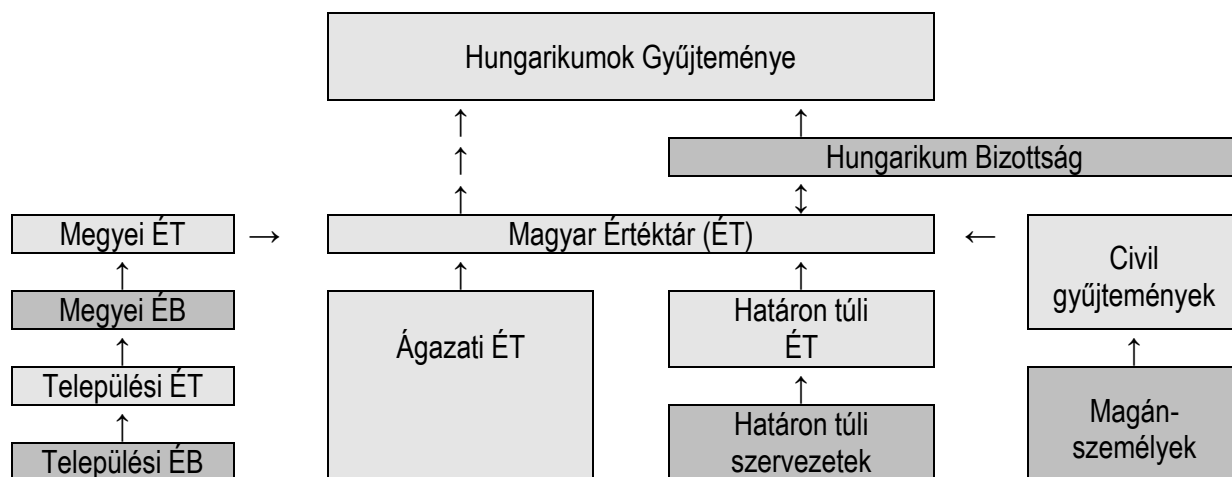 Hungarikumok Gyűjteménye
Hungarikum Bizottság
Megyei ÉT
Magyar Értéktár (ÉT)
Civil
gyűjtemények
Megyei ÉB
Ágazati ÉT
Határon túli
ÉT
Települési ÉT
Települési ÉB
Határon túli
szervezetek
Magán-
személyek